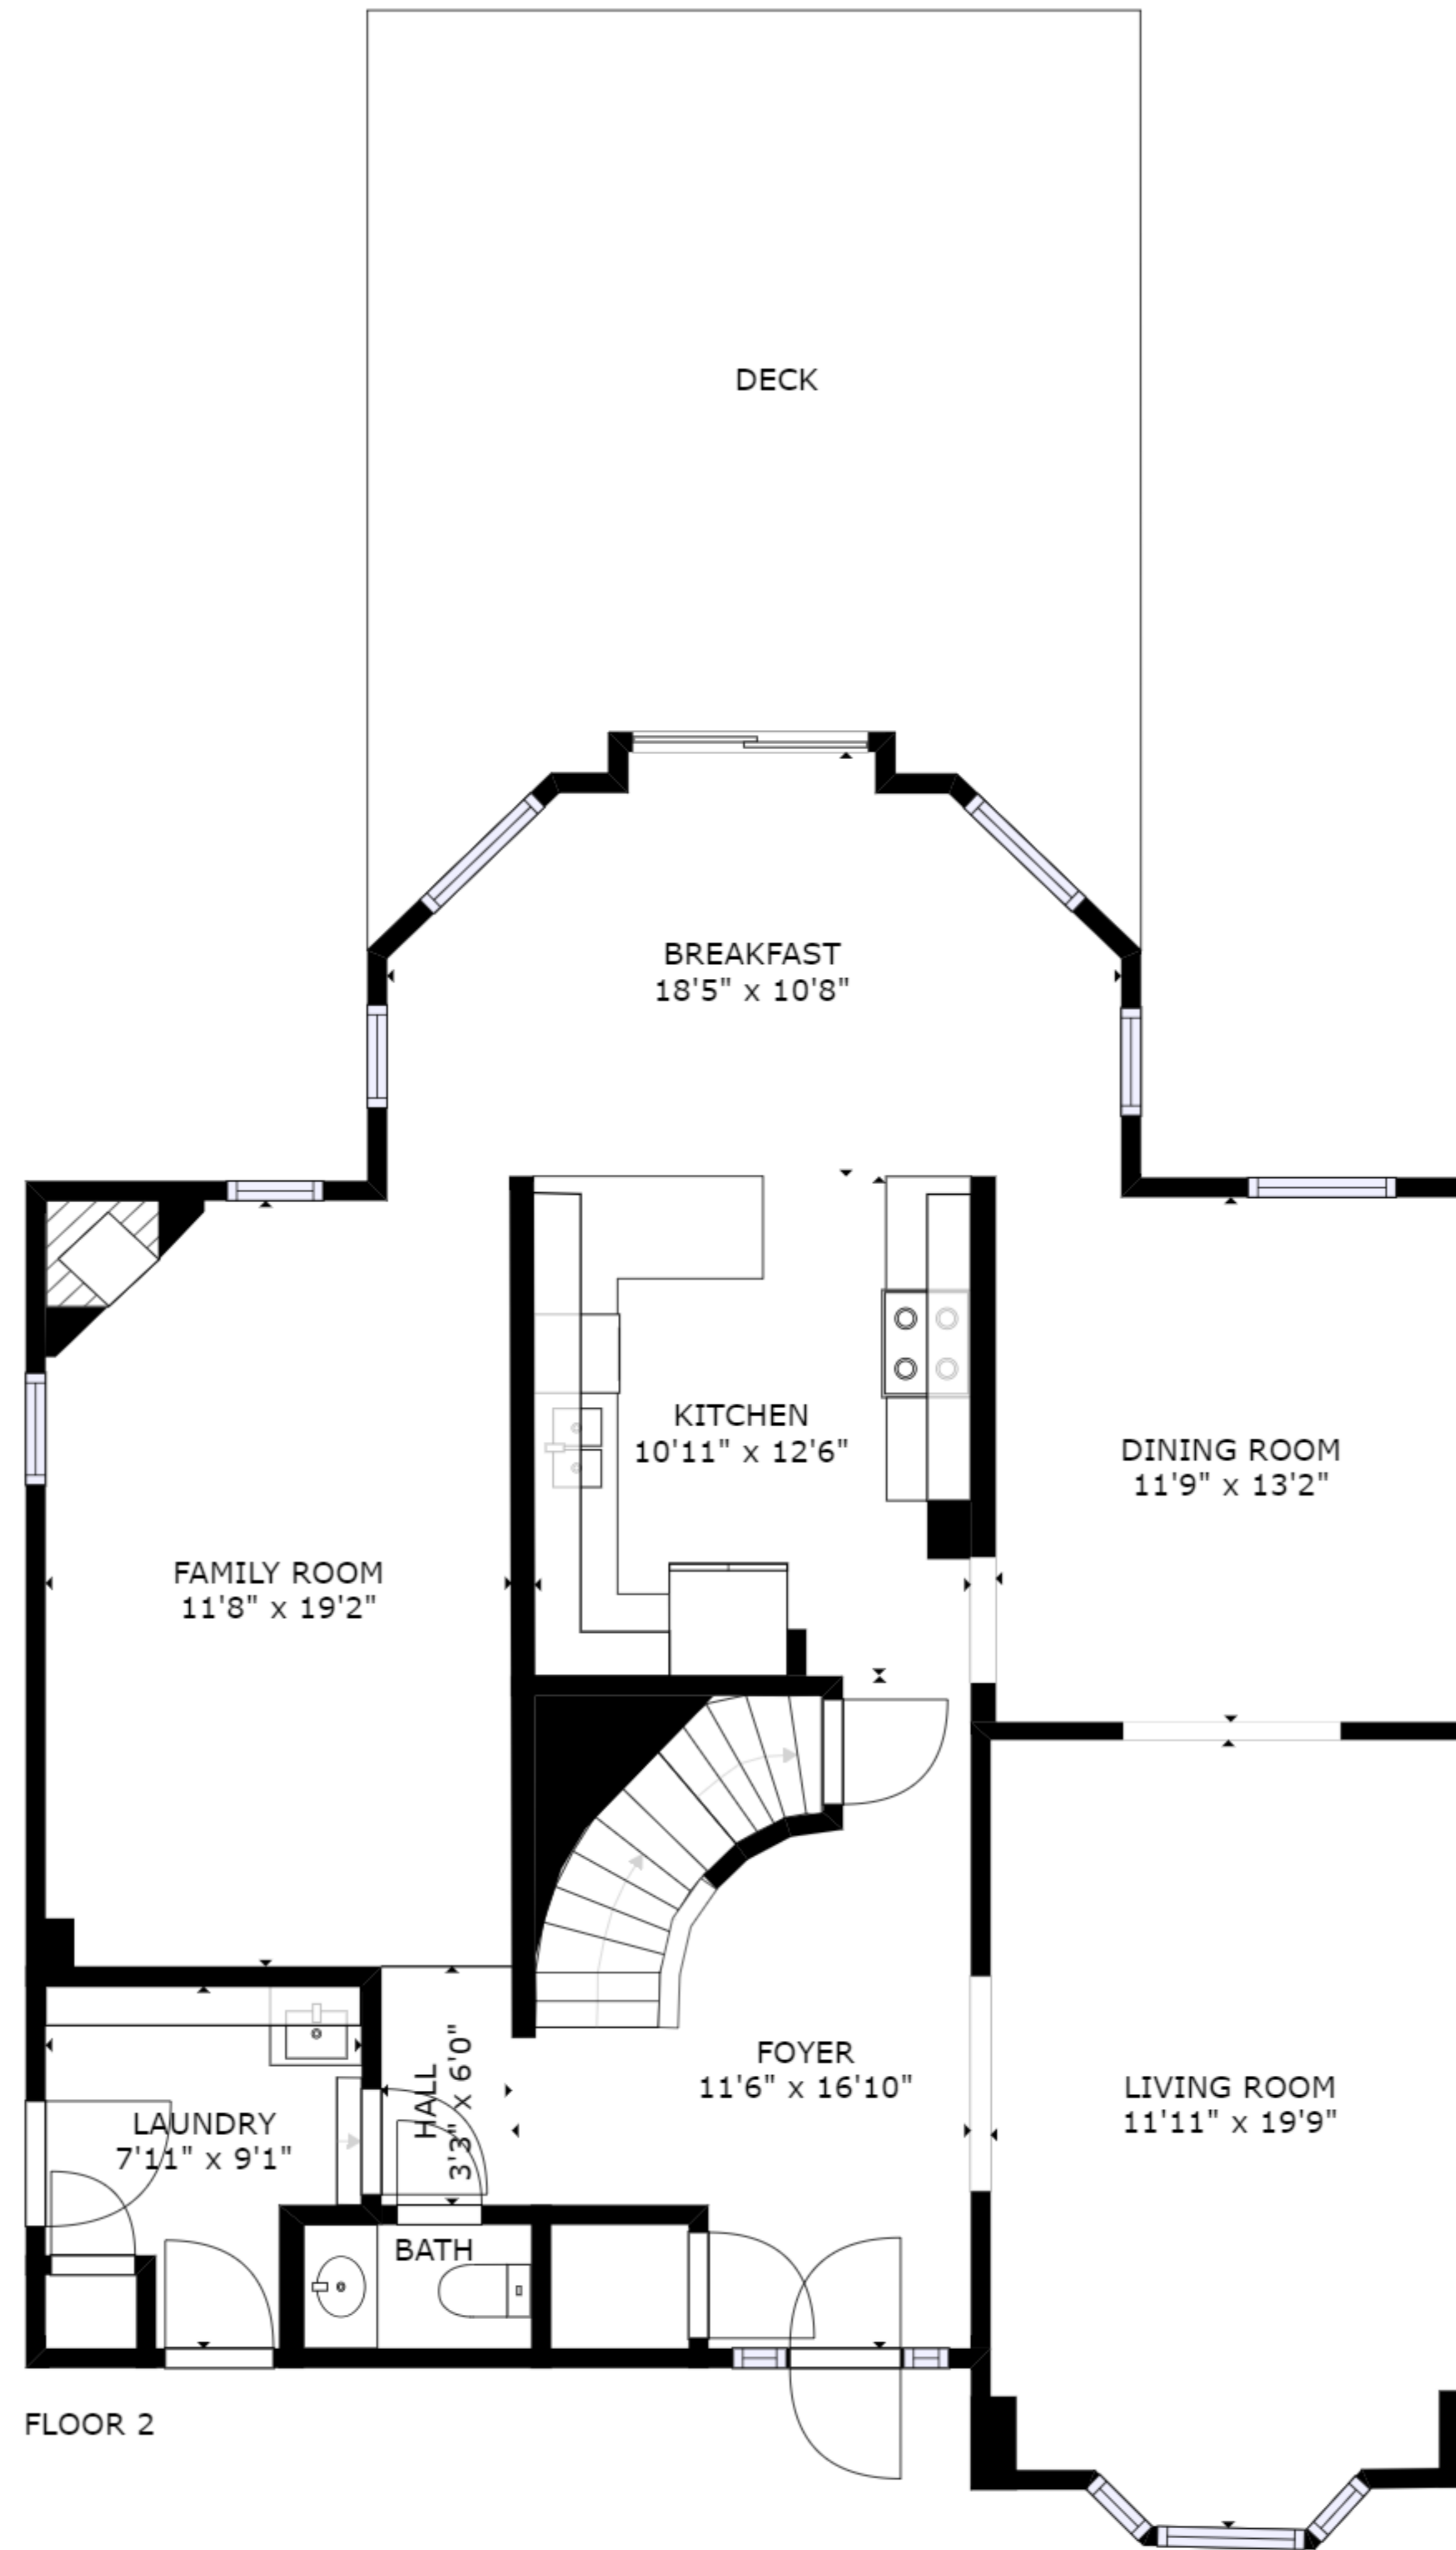 DECK
BREAKFAST
18'5" x 10'8"
KITCHEN
10'11" x 12'6"
DINING ROOM
11'9" x 13'2"
FAMILY ROOM
11'8" x 19'2"
HALL
3'3" x 6'0"
FOYER
11'6" x 16'10"
LIVING ROOM
11'11" x 19'9"
LAUNDRY
7'11" x 9'1"
BATH
FLOOR 2